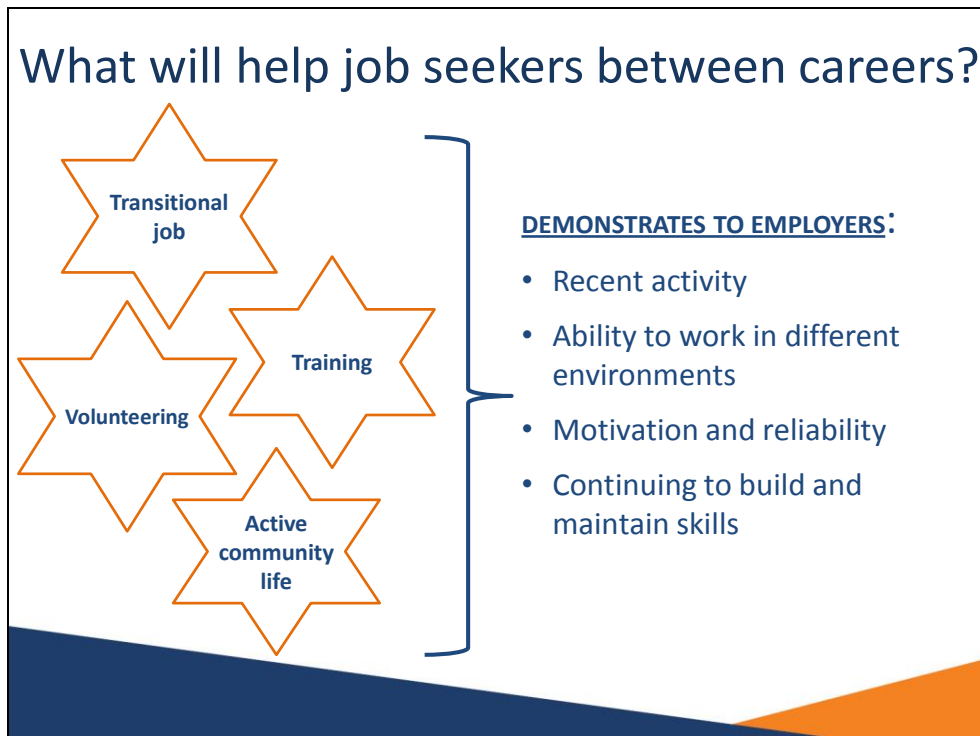 What will help job seekers between careers?
Transitional
job
Training
Volunteering
Active
community
life
DEMONSTRATES TO EMPLOYERS:
• Recent activity
• Ability to work in different
environments
• Motivation and reliability
• Continuing to build and
maintain skills